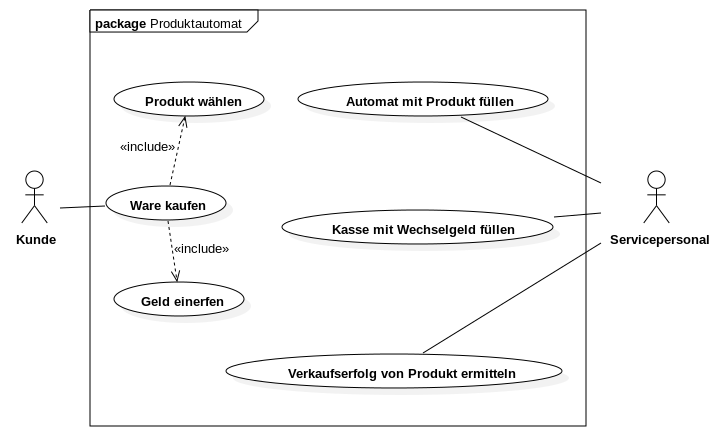 package Produktautomat
Produkt wählen
Automat mit Produkt füllen
«include»
Ware kaufen
Kunde
Kasse mit Wechselgeld füllen
Servicepersonal
«include»
Geld einerfen
Verkaufserfolg von Produkt ermitteln